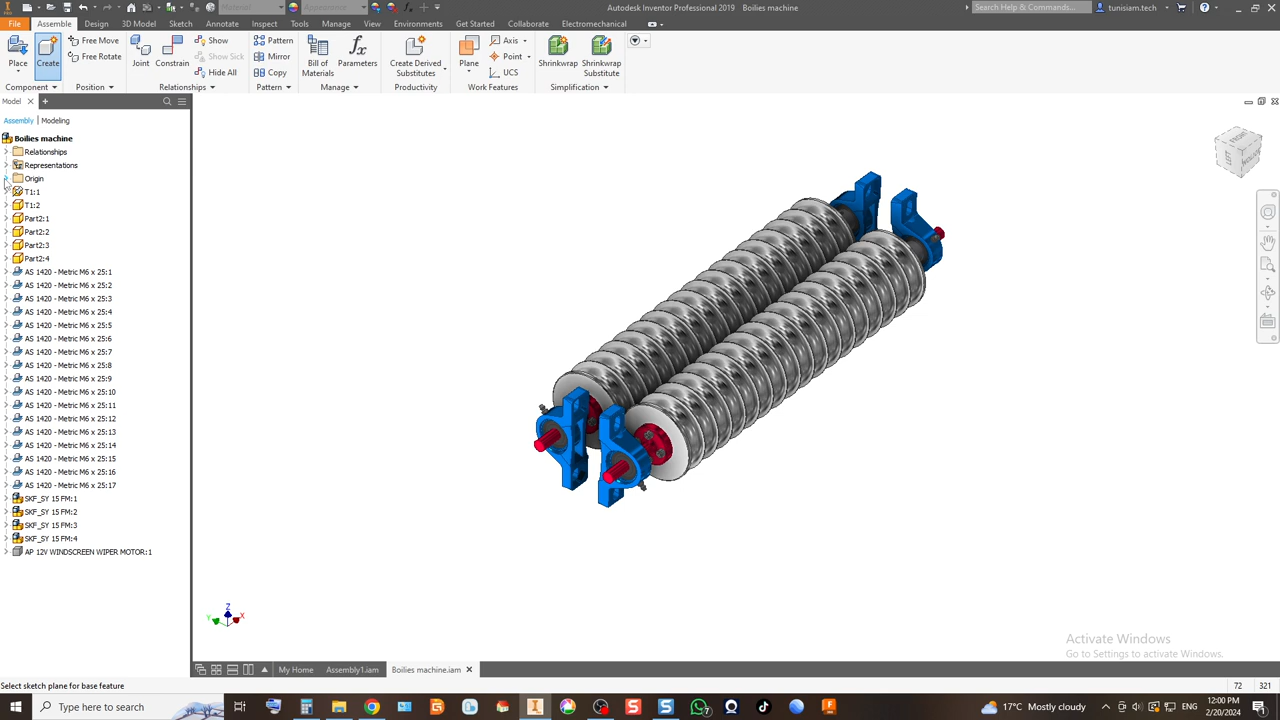 Material
Appearance
Autodesk Inventor Professional 2019   Boilies machine
Search Help & Commands...
tunisiam.tech
File
Assemble
Design
3D Model
Sketch
Annotate
Inspect
Tools
Manage
View
Environments
Get Started
Collaborate
Electromechanical
Place
Create
Free Move
Free Rotate
Joint
Constrain
Show
Show Sick
Hide All
Pattern
Mirror
Copy
Bill of
Materials
Parameters
Create Derived
Substitutes
Plane
Axis
Point
UCS
Shrinkwrap
Shrinkwrap
Substitute
Component
Position
Relationships
Pattern
Manage
Productivity
Work Features
Simplification
Model
Assembly | Modeling
Boilies machine
Relationships
Representations
Origin
T1:1
T1:2
Part2:1
Part2:2
Part2:3
Part2:4
AS 1420 - Metric M6 x 25:1
AS 1420 - Metric M6 x 25:2
AS 1420 - Metric M6 x 25:3
AS 1420 - Metric M6 x 25:4
AS 1420 - Metric M6 x 25:5
AS 1420 - Metric M6 x 25:6
AS 1420 - Metric M6 x 25:7
AS 1420 - Metric M6 x 25:8
AS 1420 - Metric M6 x 25:9
AS 1420 - Metric M6 x 25:10
AS 1420 - Metric M6 x 25:11
AS 1420 - Metric M6 x 25:12
AS 1420 - Metric M6 x 25:13
AS 1420 - Metric M6 x 25:14
AS 1420 - Metric M6 x 25:15
AS 1420 - Metric M6 x 25:16
AS 1420 - Metric M6 x 25:17
SKF_SY 15 FM:1
SKF_SY 15 FM:2
SKF_SY 15 FM:3
SKF_SY 15 FM:4
AP 12V WINDSCREEN WIPER MOTOR:1
FRONT
Z
Y
X
Activate Windows
Go to Settings to activate Windows.
My Home
Assembly1.iam
Boilies machine.iam
Select sketch plane for base feature
72
321
Type here to search
17°C Mostly cloudy
ENG
12:00 PM
2/20/2024